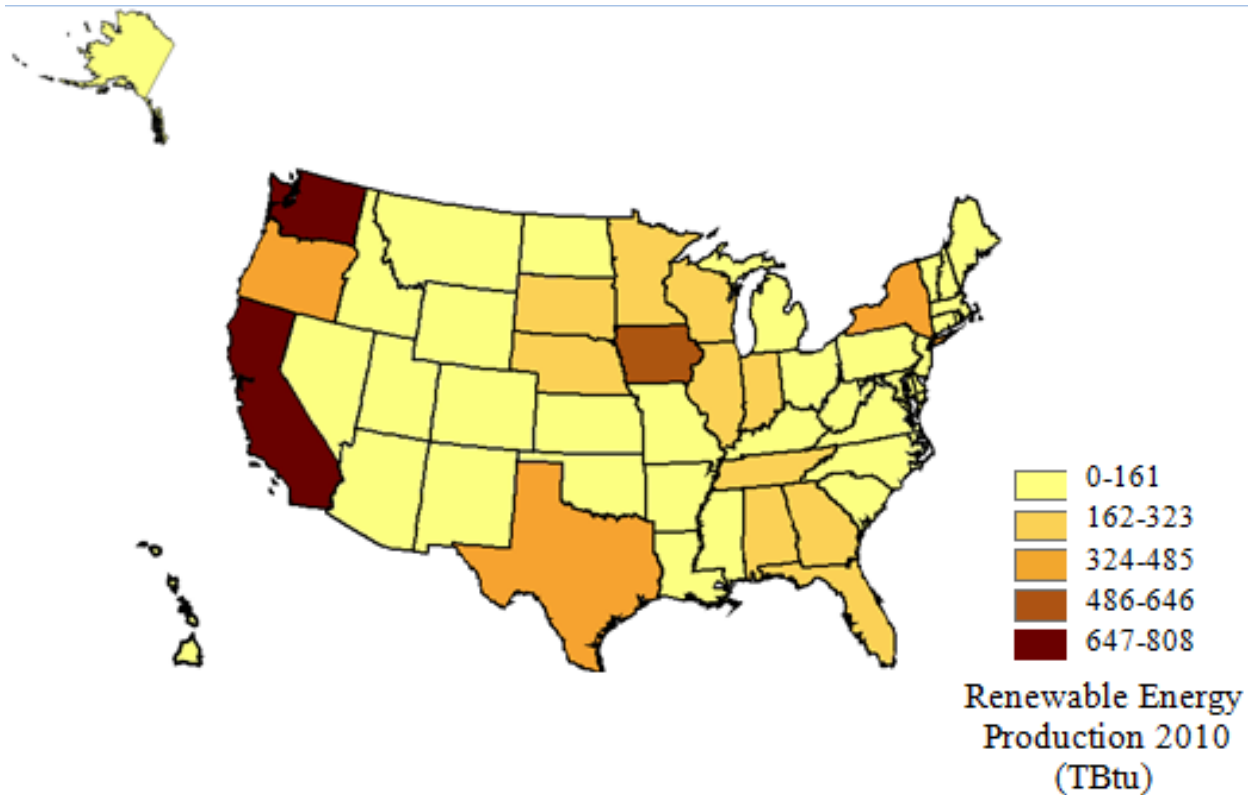 0-161
162-323
324-485
486-646
647-808
Renewable Energy
Production 2010
(TBtu)